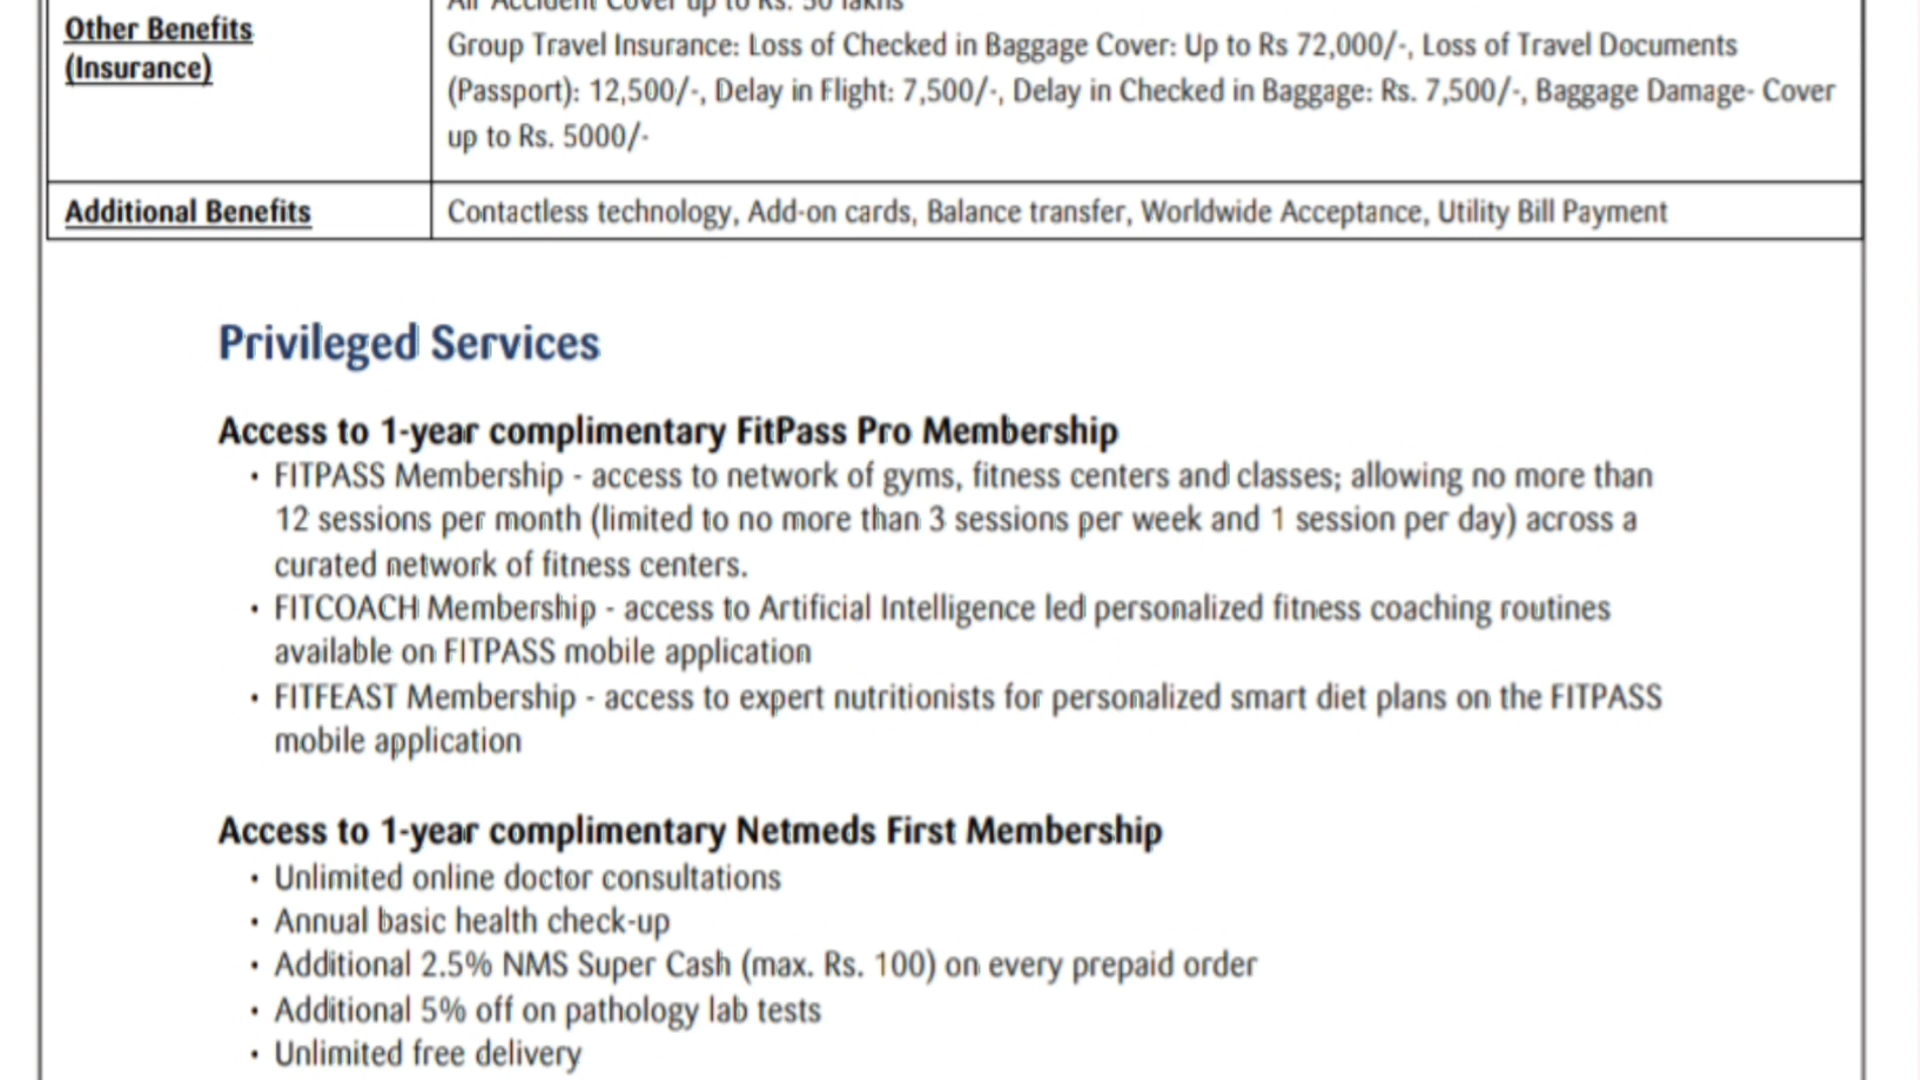 Air Accident Cover up to Rs. 50 lakhs
Other Benefits
(Insurance)
Group Travel Insurance: Loss of Checked in Baggage Cover: Up to Rs 72,000/-, Loss of Travel Documents
(Passport): 12,500/-, Delay in Flight: 7,500/-, Delay in Checked in Baggage: Rs. 7,500/-, Baggage Damage- Cover
up to Rs. 5000/-
Additional Benefits
Contactless technology, Add-on cards, Balance transfer, Worldwide Acceptance, Utility Bill Payment
Privileged Services
Access to 1-year complimentary FitPass Pro Membership
• FITPASS Membership - access to network of gyms, fitness centers and classes; allowing no more than
12 sessions per month (limited to no more than 3 sessions per week and 1 session per day) across a
curated network of fitness centers.
• FITCOACH Membership - access to Artificial Intelligence led personalized fitness coaching routines
available on FITPASS mobile application
• FITFEAST Membership - access to expert nutritionists for personalized smart diet plans on the FITPASS
mobile application
Access to 1-year complimentary Netmeds First Membership
• Unlimited online doctor consultations
• Annual basic health check-up
• Additional 2.5% NMS Super Cash (max. Rs. 100) on every prepaid order
• Additional 5% off on pathology lab tests
• Unlimited free delivery